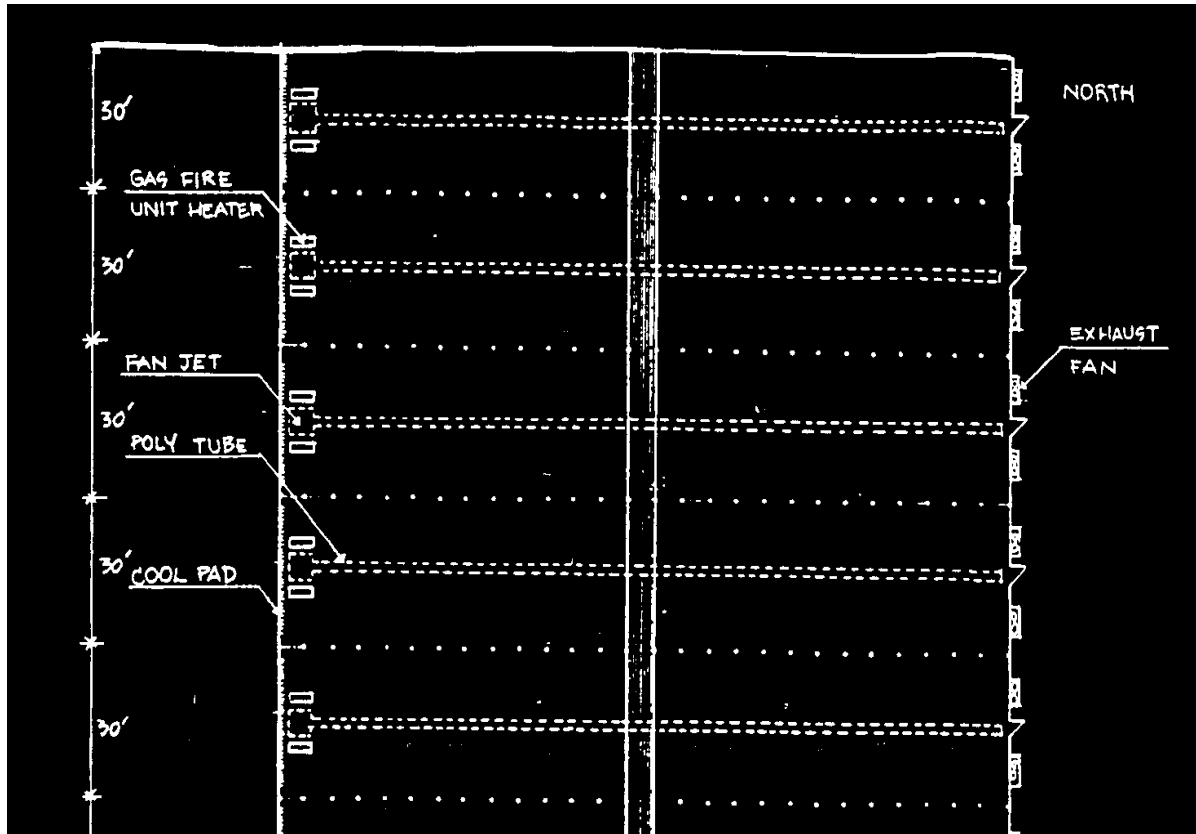 30'
NORTH
GAS FIRE
UNIT HEATER
30'
EXHAUST
FAN
FAN JET
30'
POLY TUBE
30'
COOL PAD
30'